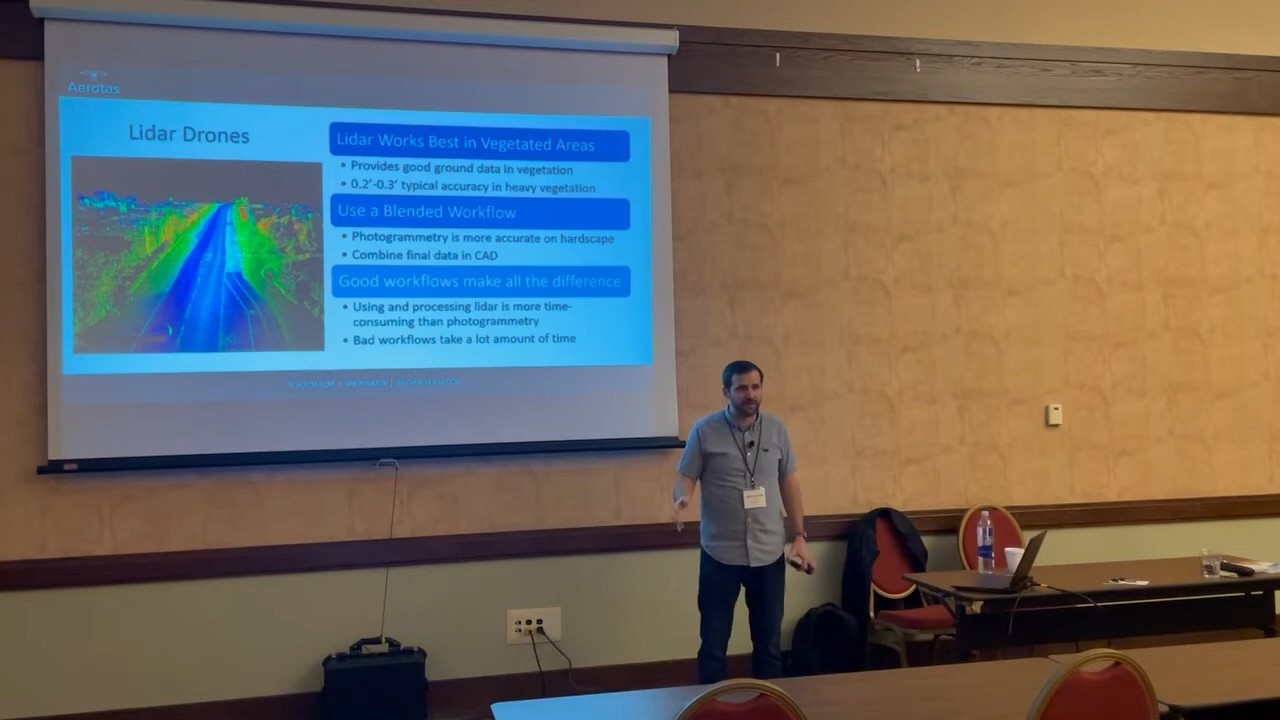 Aerotas
Lidar Drones
Lidar Works Best in Vegetated Areas
• Provides good ground data in vegetation
• 0.2'-0.3' typical accuracy in heavy vegetation
Use a Blended Workflow
• Photogrammetry is more accurate on hardscape
• Combine final data in CAD
Good workflows make all the difference
• Using and processing lidar is more time-
consuming than photogrammetry
• Bad workflows take a lot amount of time